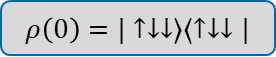 ρ(0) = | ↑↓↓⟩⟨↑↓↓ |